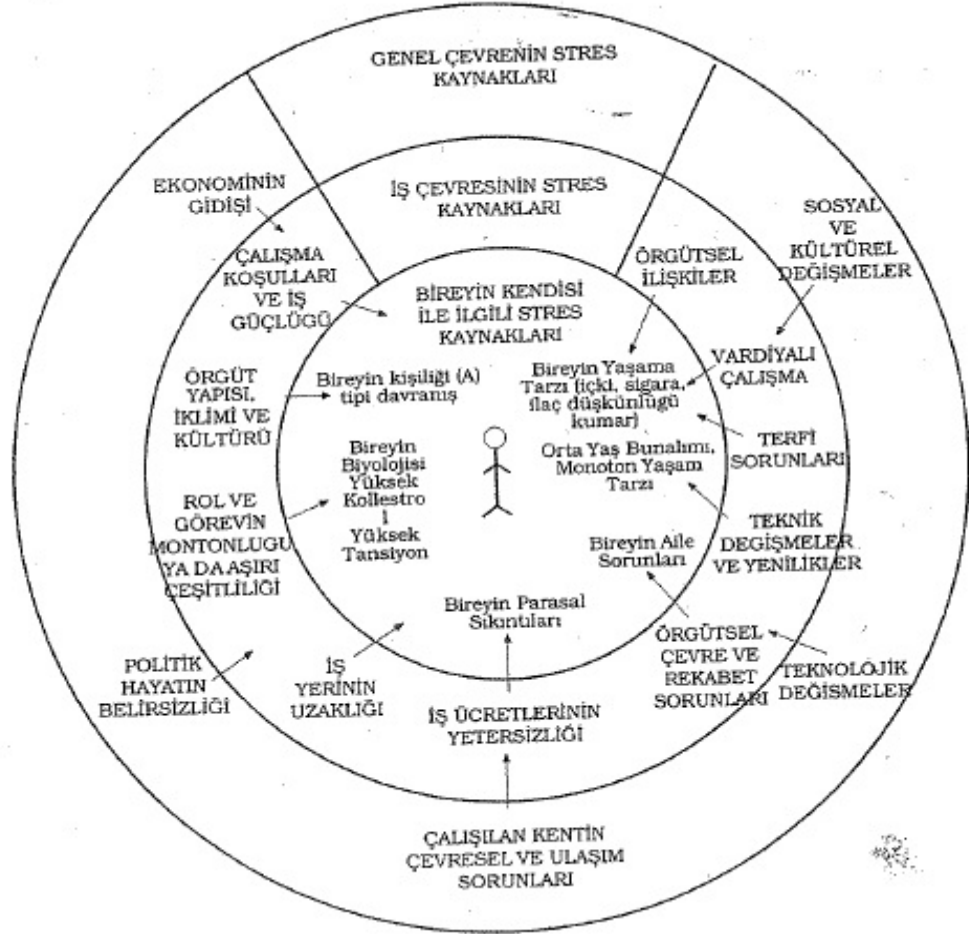 GENEL ÇEVRENİN STRES
KAYNAKLARI
İŞ ÇEVRESİNİN STRES
KAYNAKLARI
BİREYİN KENDİSİ
İLE İLGİLİ STRES
KAYNAKLARI
EKONOMİNİN
GİDİŞİ
ÇALIŞMA
KOŞULLARI
VE İŞ
GÜÇLÜGÜ
ÖRGÜTSEL
İLİŞKİLER
SOSYAL
VE
KÜLTÜREL
DEĞİŞMELER
ÖRGÜT
YAPISI,
İKLİMİ VE
KÜLTÜRÜ
Bireyin kişiliği (A)
tipi davranış
Bireyin Yaşama
Tarzı (içki, sigara,
ilaç düşkünlügü
kumar)
VARDİYALI
ÇALIŞMA
TERFİ
SORUNLARI
Bireyin
Biyolojisi
Yüksek
Kollestro
l
Yüksek
Tansiyon
Orta Yaş Bunalımı,
Monoton Yaşam
Tarzı
ROL VE
GÖREVİN
MONTONLUGU
YA DA AŞIRI
ÇEŞİTLİLİĞİ
TEKNİK
DEGİŞMELER
VE YENİLİKLER
Bireyin Aile
Sorunları
Bireyin Parasal
Sıkıntıları
POLİTİK
HAYATIN
BELİRSİZLİĞİ
İŞ
YERİNİN
UZAKLIĞI
İŞ ÜCRETLERİNİN
YETERSİZLİĞİ
ÖRGÜTSEL
ÇEVRE VE
REKABET
SORUNLARI
TEKNOLOJİK
DEĞİŞMELER
ÇALIŞILAN KENTİN
ÇEVRESEL VE ULAŞIM
SORUNLARI